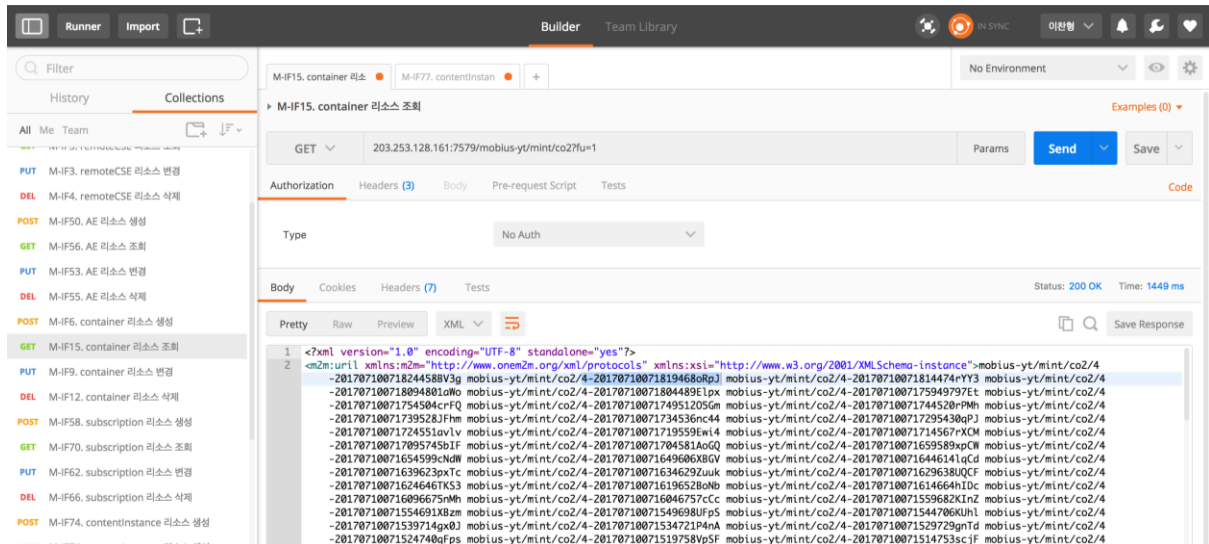 Runner Import Builder Team Library IN SYNC 이찬형
Filter
History Collections
All Me Team
PUT M-IF3. remoteCSE 리소스 변경
DEL M-IF4. remoteCSE 리소스 삭제
POST M-IF50. AE 리소스 생성
GET M-IF56. AE 리소스 조회
PUT M-IF53. AE 리소스 변경
DEL M-IF55. AE 리소스 삭제
POST M-IF6. container 리소스 생성
GET M-IF15. container 리소스 조회
PUT M-IF9. container 리소스 변경
DEL M-IF12. container 리소스 삭제
POST M-IF58. subscription 리소스 생성
GET M-IF70. subscription 리소스 조회
PUT M-IF62. subscription 리소스 변경
DEL M-IF66. subscription 리소스 삭제
POST M-IF74. contentInstance 리소스 생성
M-IF15. container 리소 M-IF77. contentInstan + No Environment
M-IF15. container 리소스 조회 Examples (0)
GET 203.253.128.161:7579/mobius-yt/mint/co2?fu=1 Params Send Save
Authorization Headers (3) Body Pre-request Script Tests Code
Type No Auth
Body Cookies Headers (7) Tests Status: 200 OK Time: 1449 ms
Pretty Raw Preview XML Save Response
1 <?xml version="1.0" encoding="UTF-8" standalone="yes"?>
2 <m2m:uril xmlns:m2m="http://www.onem2m.org/xml/protocols" xmlns:xsi="http://www.w3.org/2001/XMLSchema-instance">mobius-yt/mint/co2/4
-20170710071824458BV3g mobius-yt/mint/co2/4-20170710071819468oRpJ mobius-yt/mint/co2/4-20170710071814474rYY3 mobius-yt/mint/co2/4
-201707100718094801aWo mobius-yt/mint/co2/4-20170710071804489Elpx mobius-yt/mint/co2/4-20170710071759497 97Et mobius-yt/mint/co2/4
-20170710071754504crFQ mobius-yt/mint/co2/4-20170710071749512O5Gm mobius-yt/mint/co2/4-20170710071744520rPMh mobius-yt/mint/co2/4
-20170710071739528JFhm mobius-yt/mint/co2/4-20170710071734536nc44 mobius-yt/mint/co2/4-20170710071729543 0qPJ mobius-yt/mint/co2/4
-20170710071724551avlv mobius-yt/mint/co2/4-20170710071719559Ewi4 mobius-yt/mint/co2/4-20170710071714567rXCM mobius-yt/mint/co2/4
-20170710071709574 5bIF mobius-yt/mint/co2/4-20170710071704581AoGQ mobius-yt/mint/co2/4-20170710071659589xpCW mobius-yt/mint/co2/4
-20170710071654599cNdW mobius-yt/mint/co2/4-20170710071649606XBGV mobius-yt/mint/co2/4-20170710071644614lqCd mobius-yt/mint/co2/4
-20170710071639623pxTc mobius-yt/mint/co2/4-20170710071634629Zuuk mobius-yt/mint/co2/4-20170710071629638UQCF mobius-yt/mint/co2/4
-20170710071624646TKS3 mobius-yt/mint/co2/4-20170710071619652BoNb mobius-yt/mint/co2/4-20170710071614664hIDc mobius-yt/mint/co2/4
-20170710071609667 5nMh mobius-yt/mint/co2/4-20170710071604675 7cCc mobius-yt/mint/co2/4-20170710071559682KInZ mobius-yt/mint/co2/4
-20170710071554691XBzm mobius-yt/mint/co2/4-20170710071549698UFpS mobius-yt/mint/co2/4-20170710071544706KUhl mobius-yt/mint/co2/4
-20170710071539714gx0J mobius-yt/mint/co2/4-20170710071534721P4nA mobius-yt/mint/co2/4-20170710071529729gnTd mobius-yt/mint/co2/4
-20170710071524740qFps mobius-yt/mint/co2/4-20170710071519758VpSF mobius-yt/mint/co2/4-20170710071514753scjF mobius-yt/mint/co2/4